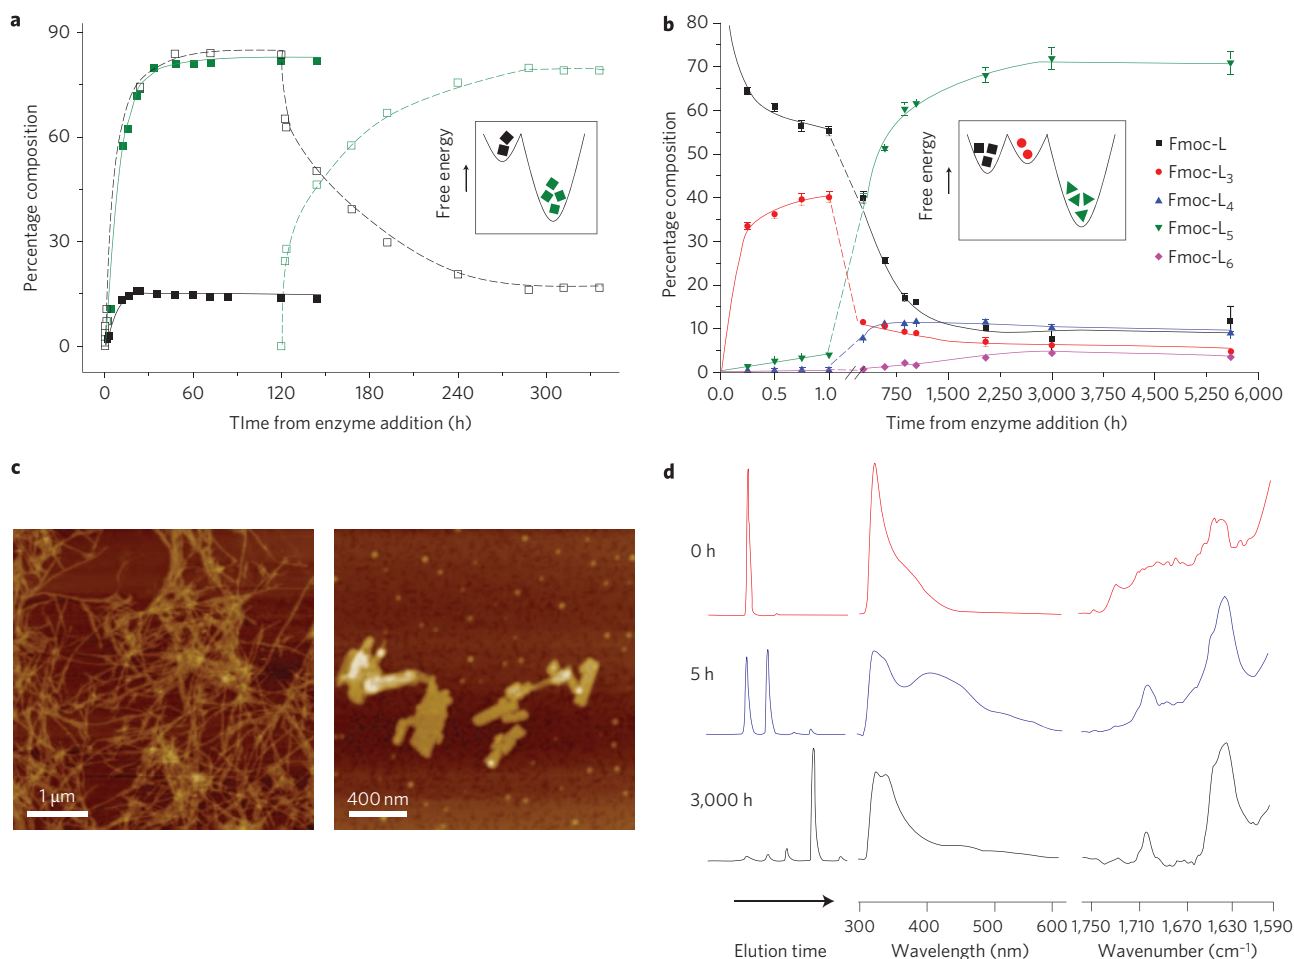 a
90
60
30
0
Percentage composition
Free energy
0 60 120 180 240 300
TIme from enzyme addition (h)
b
80
70
60
50
40
30
20
10
0
Percentage composition
Free energy
Fmoc-L
Fmoc-L3
Fmoc-L4
Fmoc-L5
Fmoc-L6
0.0 0.5 1.0 750 1,500 2,250 3,000 3,750 4,500 5,250 6,000
Time from enzyme addition (h)
c
1 μm
400 nm
d
0 h
5 h
3,000 h
300 400 500 600
1,750 1,710 1,670 1,630 1,590
Elution time
Wavelength (nm)
Wavenumber (cm–1)